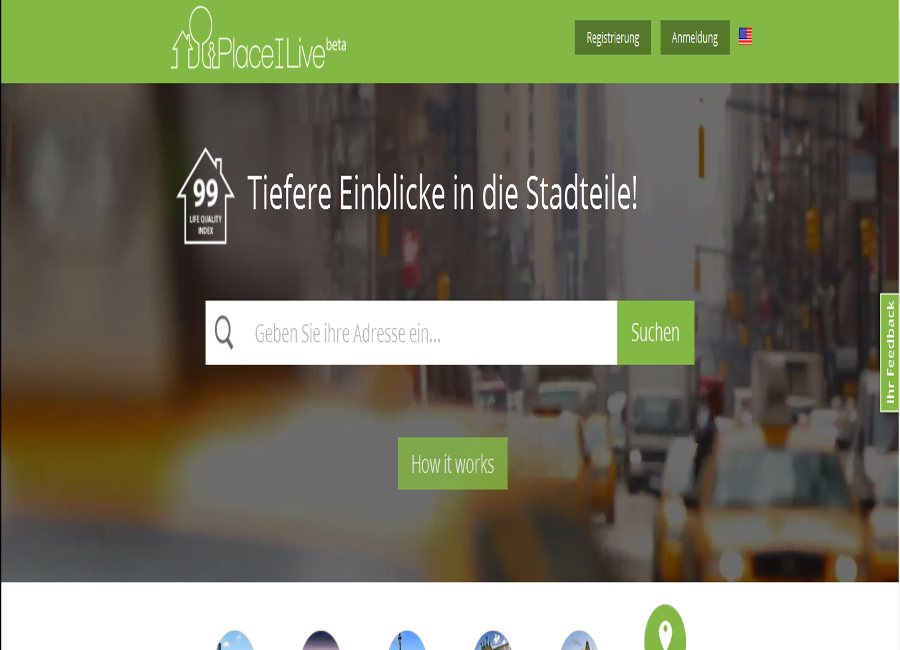 PlaceILive beta
Registrierung
Anmeldung
99
LIFE QUALITY
INDEX
Tiefere Einblicke in die Stadteile!
Geben Sie ihre Adresse ein...
Suchen
Ihr Feedback
How it works